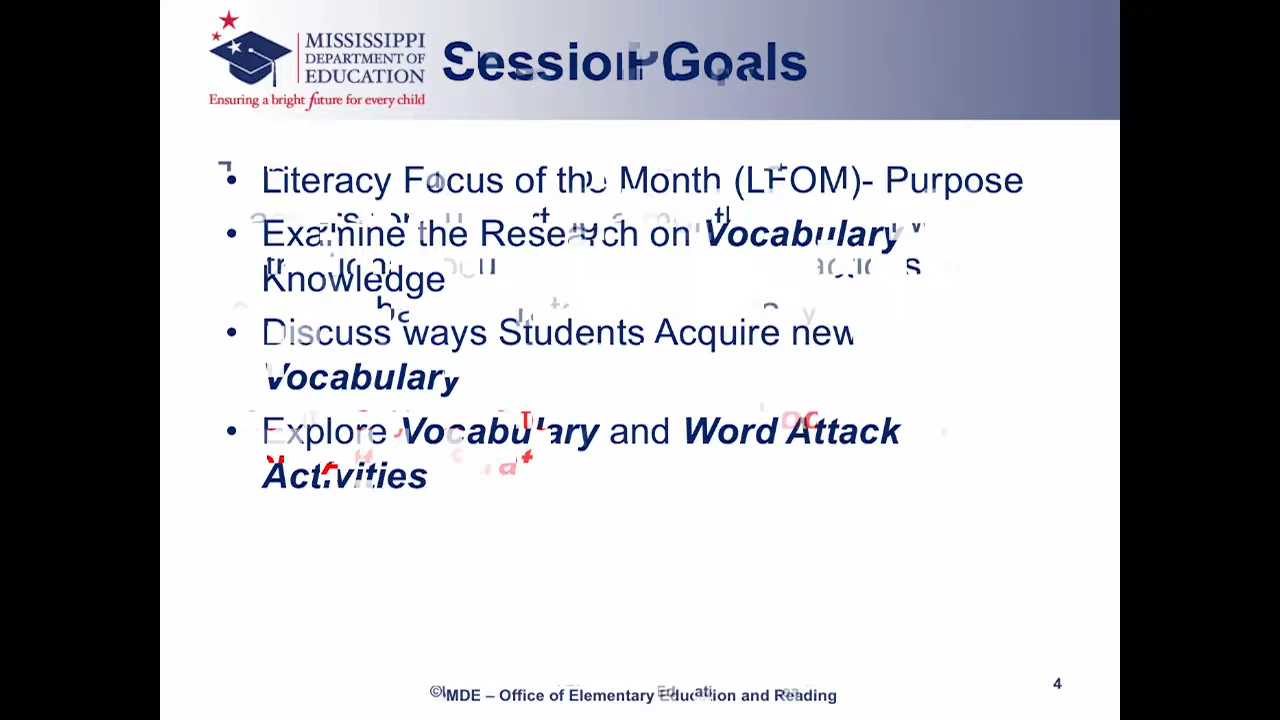 MISSISSIPPI
DEPARTMENT OF
EDUCATION
Ensuring a bright future for every child
Session Goals
• Literacy Focus of the Month (LFOM)- Purpose
• Examine the Research on Vocabulary
Knowledge
• Discuss ways Students Acquire new
Vocabulary
• Explore Vocabulary and Word Attack
Activities
©MDE – Office of Elementary Education and Reading
4